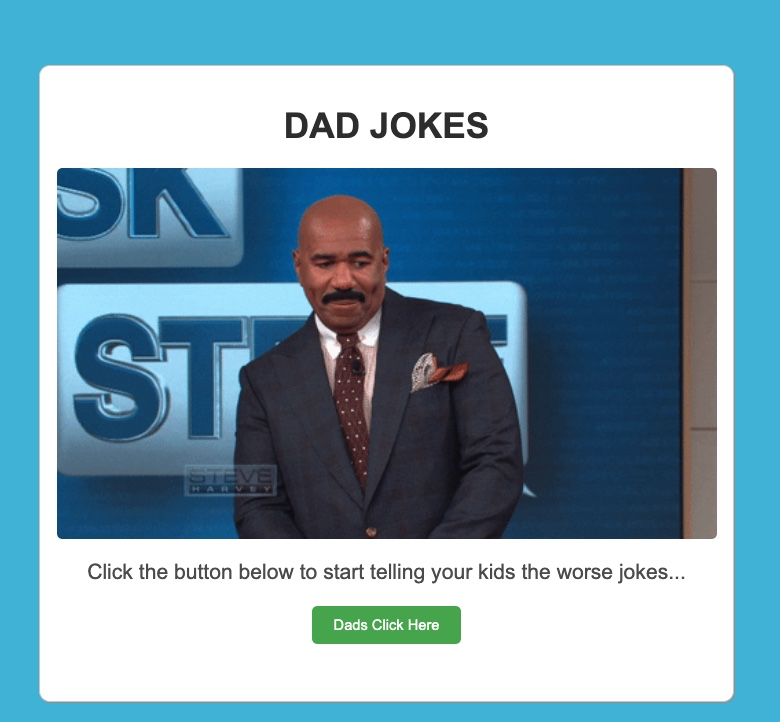 DAD JOKES
SK
ST
STEVE
HARVEY
Click the button below to start telling your kids the worse jokes...
Dads Click Here